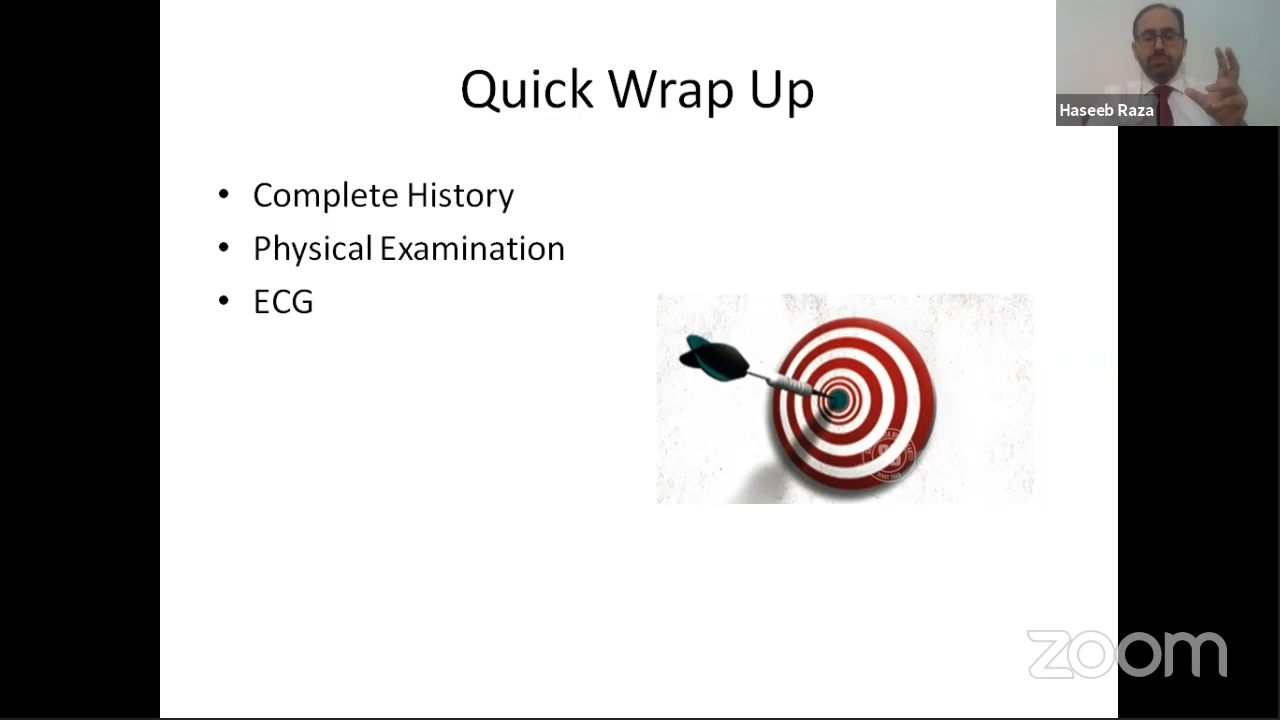 Quick Wrap Up
Haseeb Raza
• Complete History
• Physical Examination
• ECG
zoom